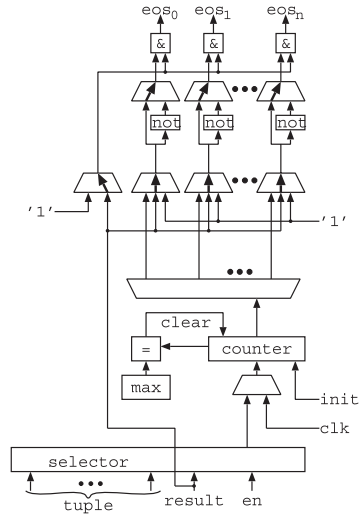 eos0 eos1 eosn
& & &
not not not
'1' '1'
clear
= counter
max
init
clk
selector
tuple result en